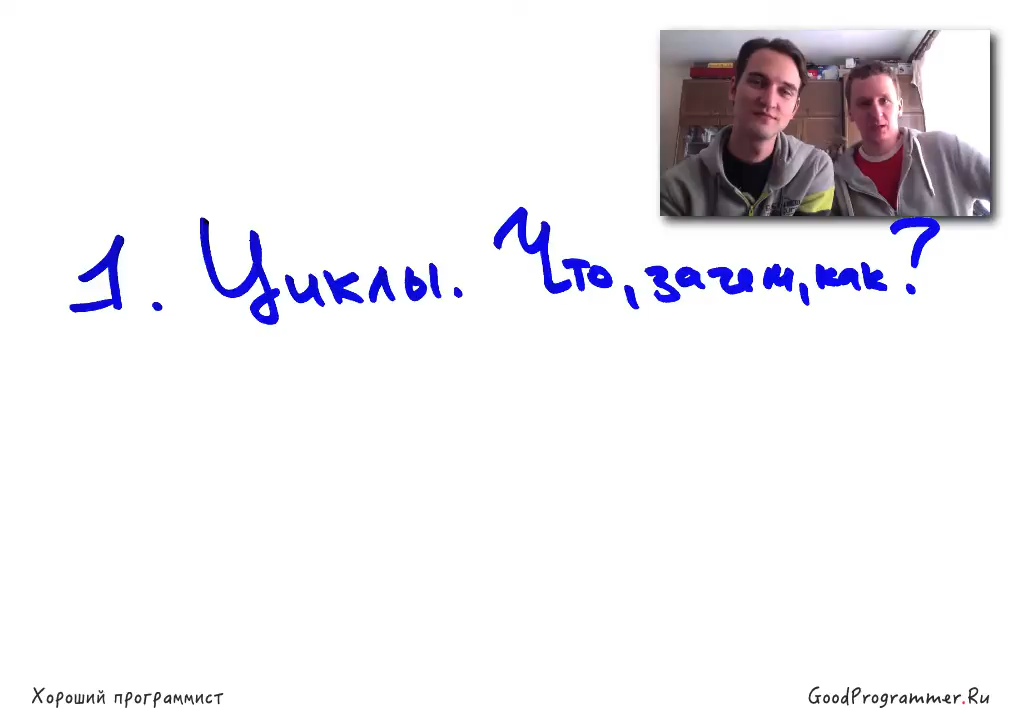 1. Циклы. Что, зачем, как?
Хороший программист
GoodProgrammer.Ru